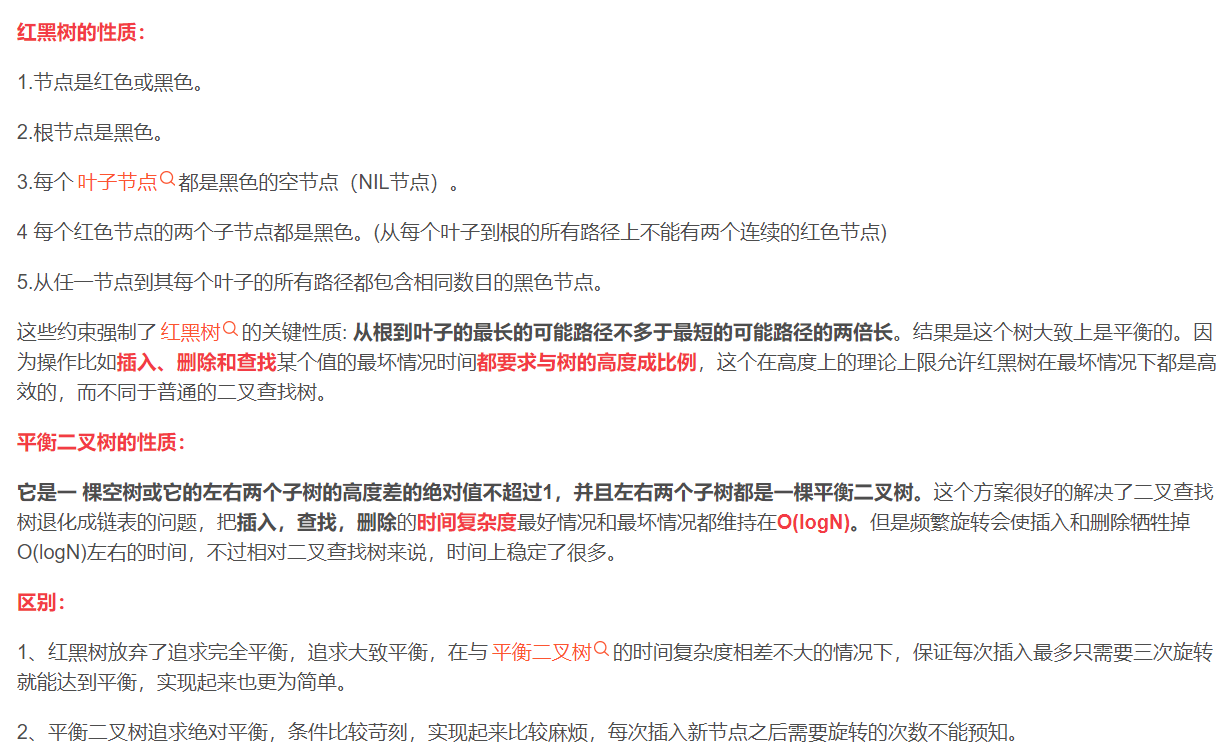 红黑树的性质：
1.节点是红色或黑色。
2.根节点是黑色。
3.每个 叶子节点 都是黑色的空节点（NIL节点）。
4 每个红色节点的两个子节点都是黑色。(从每个叶子到根的所有路径上不能有两个连续的红色节点)
5.从任一节点到其每个叶子的所有路径都包含相同数目的黑色节点。
这些约束强制了 红黑树 的关键性质: 从根到叶子的最长的可能路径不多于最短的可能路径的两倍长。结果是这个树大致上是平衡的。因
为操作比如插入、删除和查找某个值的最坏情况时间都要求与树的高度成比例，这个在高度上的理论上限允许红黑树在最坏情况下都是高
效的，而不同于普通的二叉查找树。
平衡二叉树的性质：
它是一 棵空树或它的左右两个子树的高度差的绝对值不超过1，并且左右两个子树都是一棵平衡二叉树。这个方案很好的解决了二叉查找
树退化成链表的问题，把插入，查找，删除的时间复杂度最好情况和最坏情况都维持在O(logN)。但是频繁旋转会使插入和删除牺牲掉
O(logN)左右的时间，不过相对二叉查找树来说，时间上稳定了很多。
区别：
1、红黑树放弃了追求完全平衡，追求大致平衡，在与 平衡二叉树 的时间复杂度相差不大的情况下，保证每次插入最多只需要三次旋转
就能达到平衡，实现起来也更为简单。
2、平衡二叉树追求绝对平衡，条件比较苛刻，实现起来比较麻烦，每次插入新节点之后需要旋转的次数不能预知。